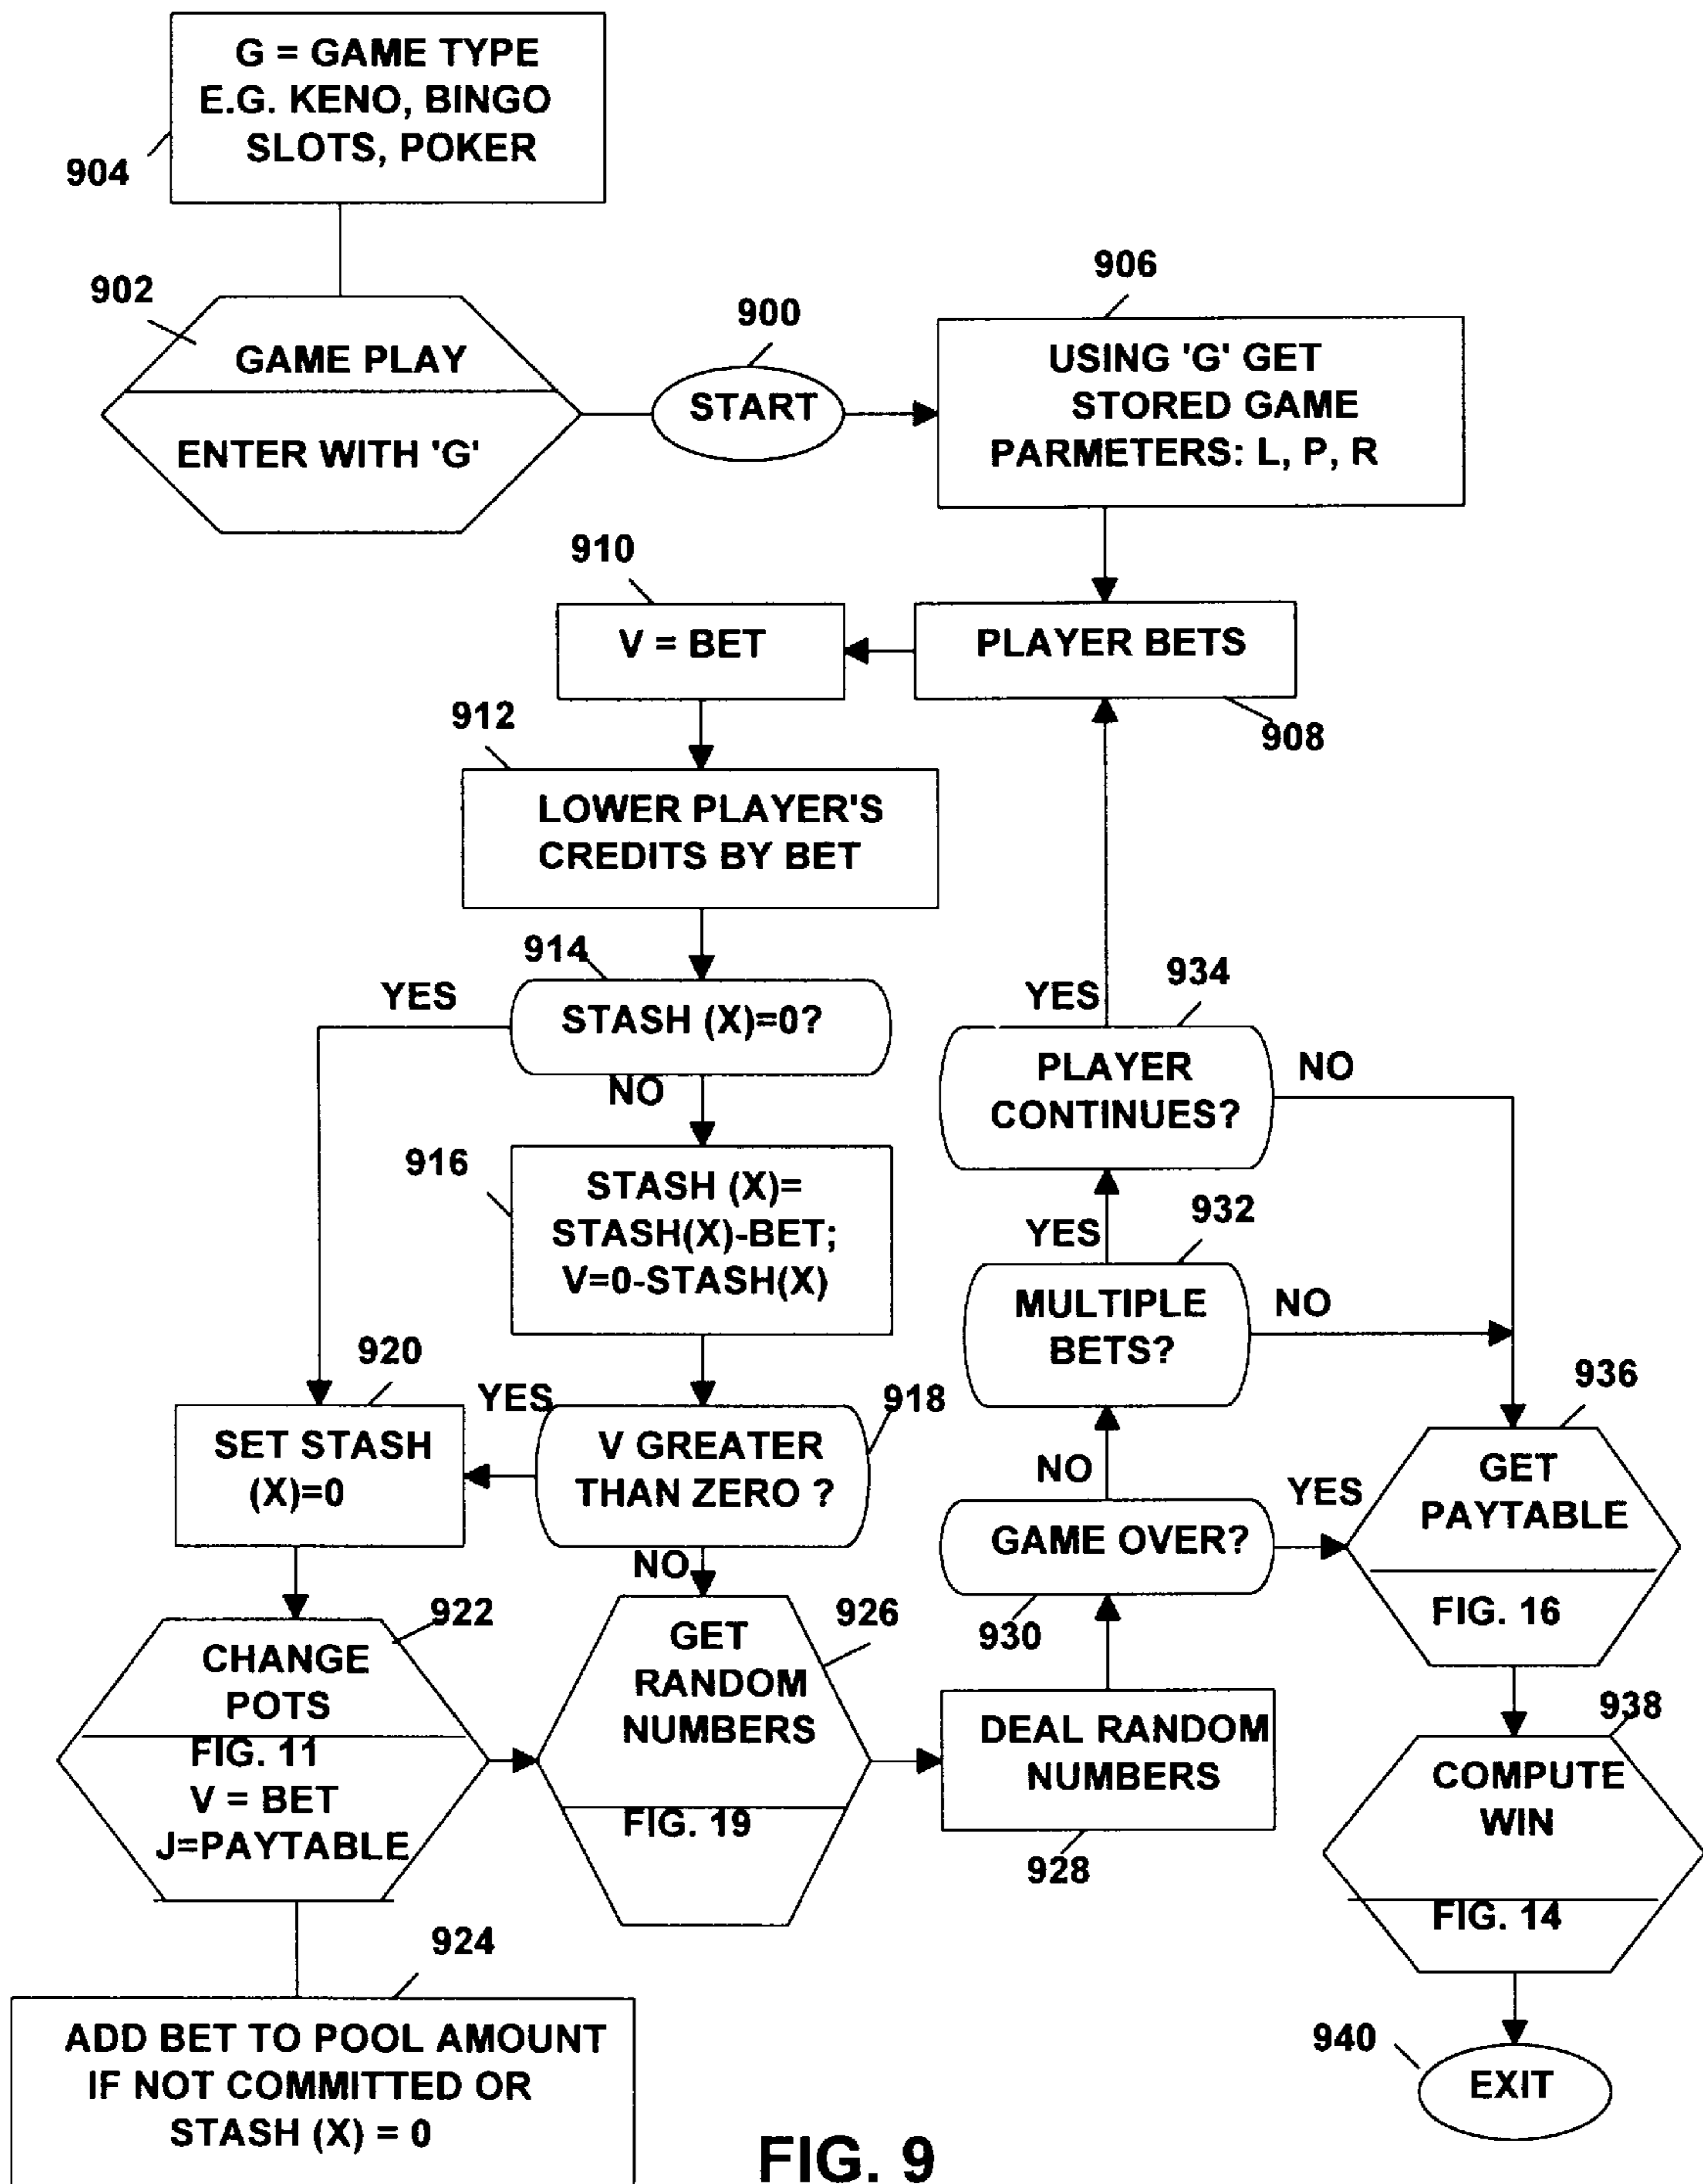 G = GAME TYPE
E.G. KENO, BINGO
SLOTS, POKER
904
902
GAME PLAY
ENTER WITH 'G'
900
START
906
USING 'G' GET
STORED GAME
PARMETERS: L, P, R
910
V = BET
PLAYER BETS
908
912
LOWER PLAYER'S
CREDITS BY BET
914
YES
STASH (X)=0?
NO
916
STASH (X)=
STASH(X)-BET;
V=0-STASH(X)
934
YES
PLAYER
CONTINUES?
NO
932
YES
MULTIPLE
BETS?
NO
920
SET STASH
(X)=0
YES
918
V GREATER
THAN ZERO ?
NO
NO
GAME OVER?
YES
930
936
GET
PAYTABLE
FIG. 16
922
CHANGE
POTS
FIG. 11
V = BET
J=PAYTABLE
926
GET
RANDOM
NUMBERS
FIG. 19
DEAL RANDOM
NUMBERS
928
938
COMPUTE
WIN
FIG. 14
924
ADD BET TO POOL AMOUNT
IF NOT COMMITTED OR
STASH (X) = 0
940
EXIT
FIG. 9